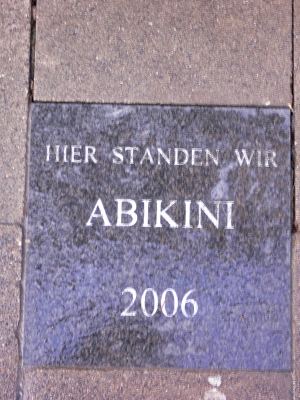 HIER STANDEN WIR
ABIKINI
2006